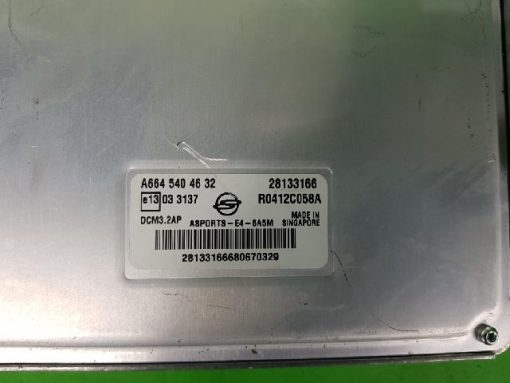 A664 540 46 32 28133166
e13 03 3137 R0412C058A
DCM3.2AP ASPORTS-E4-6A5M MADE IN SINGAPORE
28133166680670329